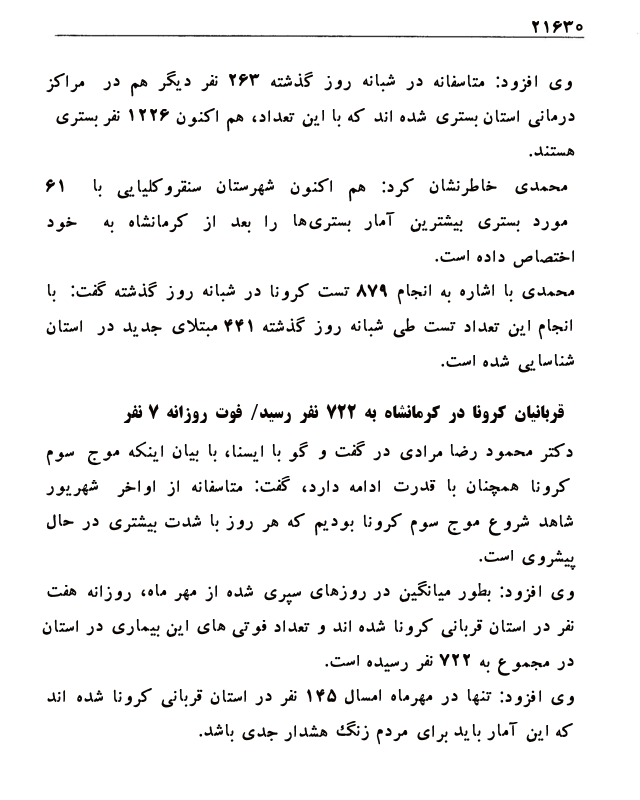 ۲۱۶۳۰
وی افزود: متاسفانه در شبانه روز گذشته ۲۶۳ نفر دیگر هم در مراکز
درمانی استان بستری شده اند که با این تعداد، هم اکنون ۱۲۲۶ نفر بستری
هستند.
محمدی خاطرنشان کرد: هم اکنون شهرستان سنقروکلیایی با ۶۱
مورد بستری بیشترین آمار بستری‌ها را بعد از کرمانشاه به خود
اختصاص داده است.
محمدی با اشاره به انجام ۸۷۹ تست کرونا در شبانه روز گذشته گفت: با
انجام این تعداد تست طی شبانه روز گذشته ۴۴۱ مبتلای جدید در استان
شناسایی شده است.
قربانیان کرونا در کرمانشاه به ۷۲۲ نفر رسید/ فوت روزانه ۷ نفر
دکتر محمود رضا مرادی در گفت و گو با ایسنا، با بیان اینکه موج سوم
کرونا همچنان با قدرت ادامه دارد، گفت: متاسفانه از اواخر شهریور
شاهد شروع موج سوم کرونا بودیم که هر روز با شدت بیشتری در حال
پیشروی است.
وی افزود: بطور میانگین در روزهای سپری شده از مهر ماه، روزانه هفت
نفر در استان قربانی کرونا شده اند و تعداد فوتی های این بیماری در استان
در مجموع به ۷۲۲ نفر رسیده است.
وی افزود: تنها در مهرماه امسال ۱۴۵ نفر در استان قربانی کرونا شده اند
که این آمار باید برای مردم زنگ هشدار جدی باشد.